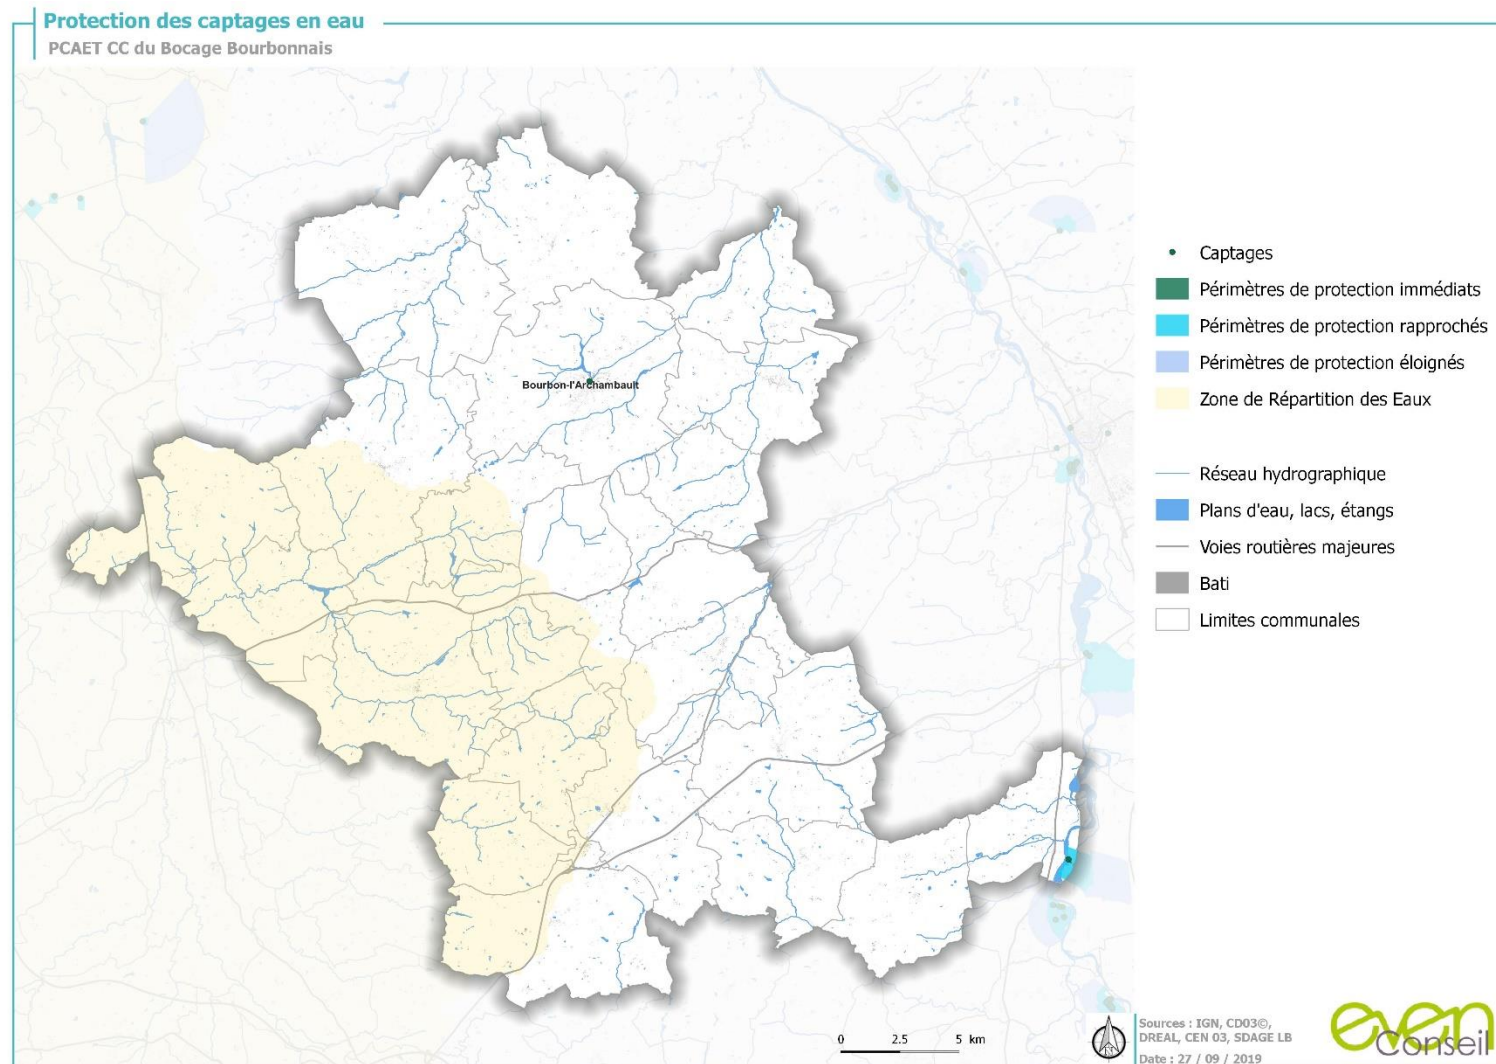 Protection des captages en eau
PCAET CC du Bocage Bourbonnais
Bourbon-l'Archambault
Captages
Périmètres de protection immédiats
Périmètres de protection rapprochés
Périmètres de protection éloignés
Zone de Répartition des Eaux
Réseau hydrographique
Plans d'eau, lacs, étangs
Voies routières majeures
Bati
Limites communales
0 2.5 5 km
Sources : IGN, CD03©,
DREAL, CEN 03, SDAGE LB
Date : 27 / 09 / 2019
even
Conseil